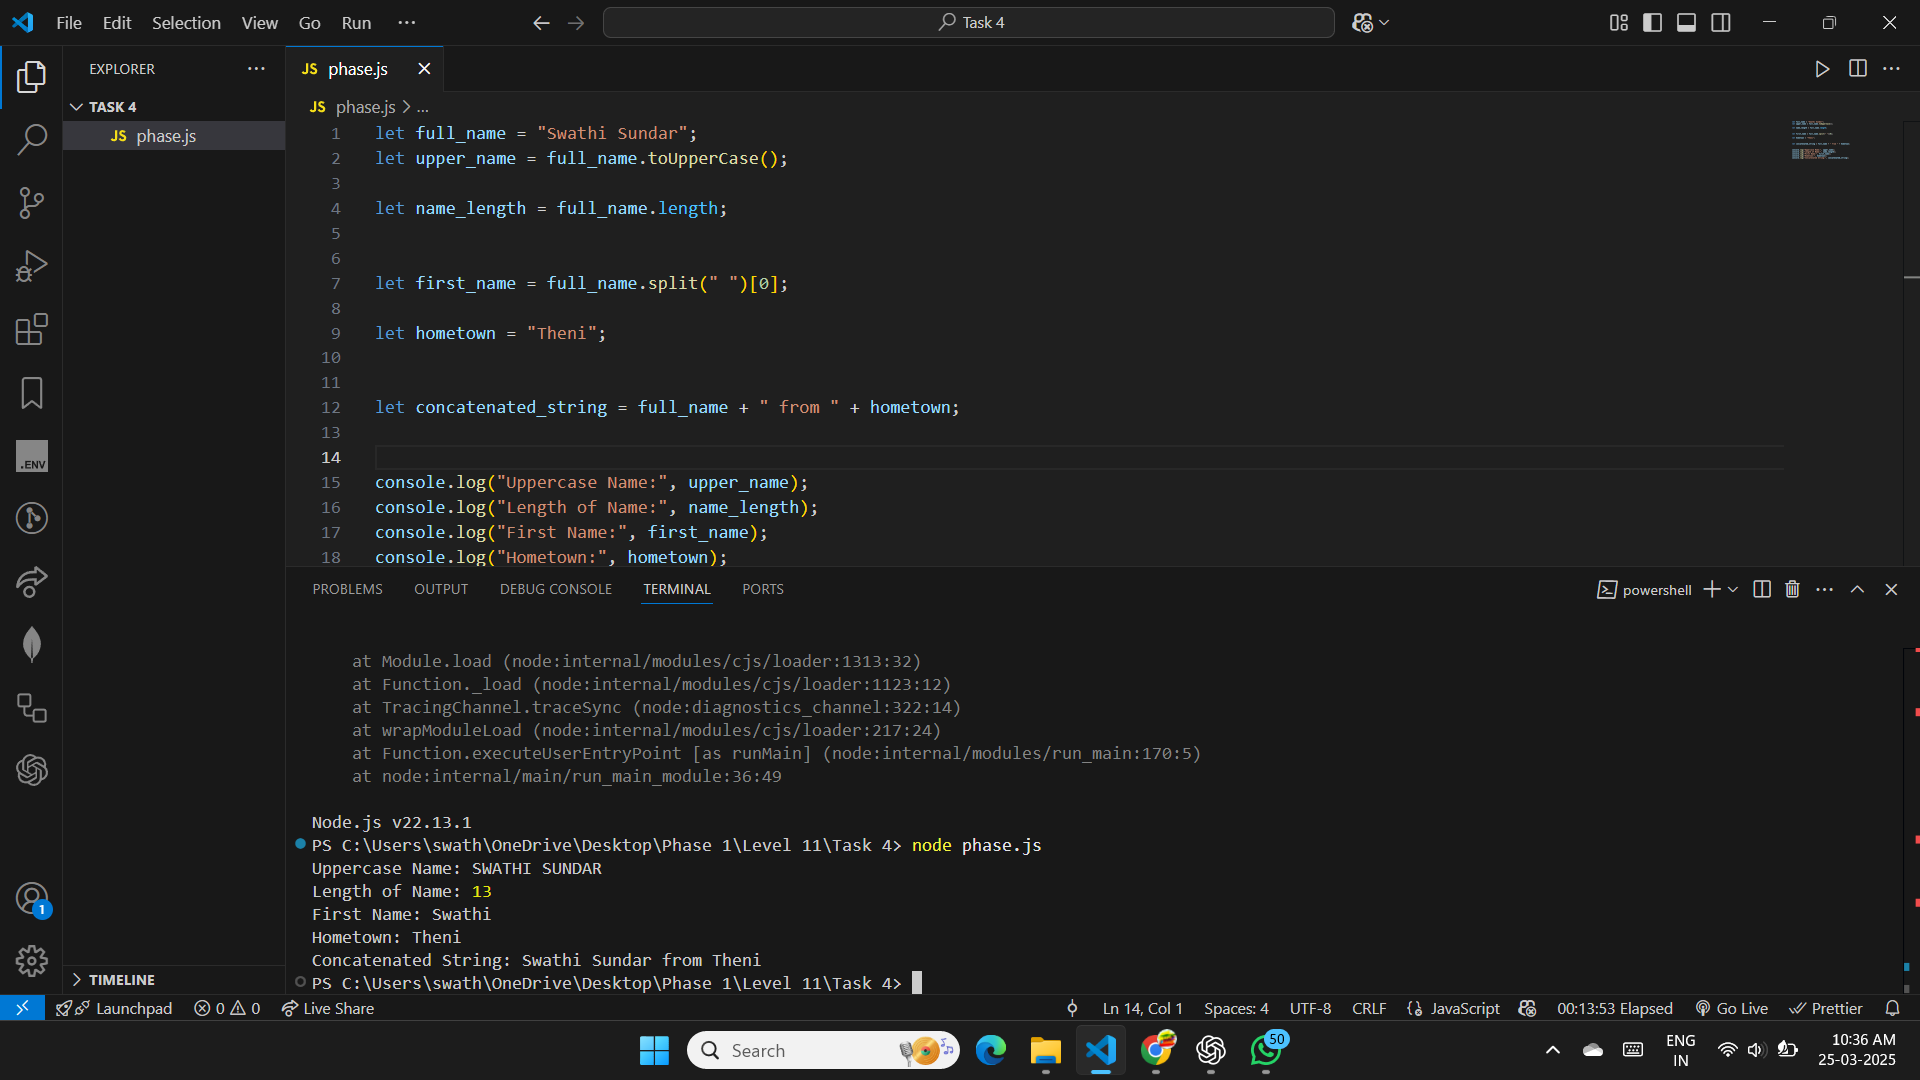 File Edit Selection View Go Run ···
Task 4
EXPLORER ···
TASK 4
JS phase.js
JS phase.js
JS phase.js > ...
1 let full_name = "Swathi Sundar";
2 let upper_name = full_name.toUpperCase();
3
4 let name_length = full_name.length;
5
6
7 let first_name = full_name.split(" ")[0];
8
9 let hometown = "Theni";
10
11
12 let concatenated_string = full_name + " from " + hometown;
13
14
15 console.log("Uppercase Name:", upper_name);
16 console.log("Length of Name:", name_length);
17 console.log("First Name:", first_name);
18 console.log("Hometown:", hometown);
.ENV
PROBLEMS OUTPUT DEBUG CONSOLE TERMINAL PORTS
powershell
at Module.load (node:internal/modules/cjs/loader:1313:32)
at Function._load (node:internal/modules/cjs/loader:1123:12)
at TracingChannel.traceSync (node:diagnostics_channel:322:14)
at wrapModuleLoad (node:internal/modules/cjs/loader:217:24)
at Function.executeUserEntryPoint [as runMain] (node:internal/modules/run_main:170:5)
at node:internal/main/run_main_module:36:49
Node.js v22.13.1
PS C:\Users\swath\OneDrive\Desktop\Phase 1\Level 11\Task 4> node phase.js
Uppercase Name: SWATHI SUNDAR
Length of Name: 13
First Name: Swathi
Hometown: Theni
Concatenated String: Swathi Sundar from Theni
PS C:\Users\swath\OneDrive\Desktop\Phase 1\Level 11\Task 4>
1
TIMELINE
Launchpad 0 0 Live Share
Ln 14, Col 1 Spaces: 4 UTF-8 CRLF {} JavaScript 00:13:53 Elapsed Go Live Prettier
Search
50
ENG
IN
10:36 AM
25-03-2025